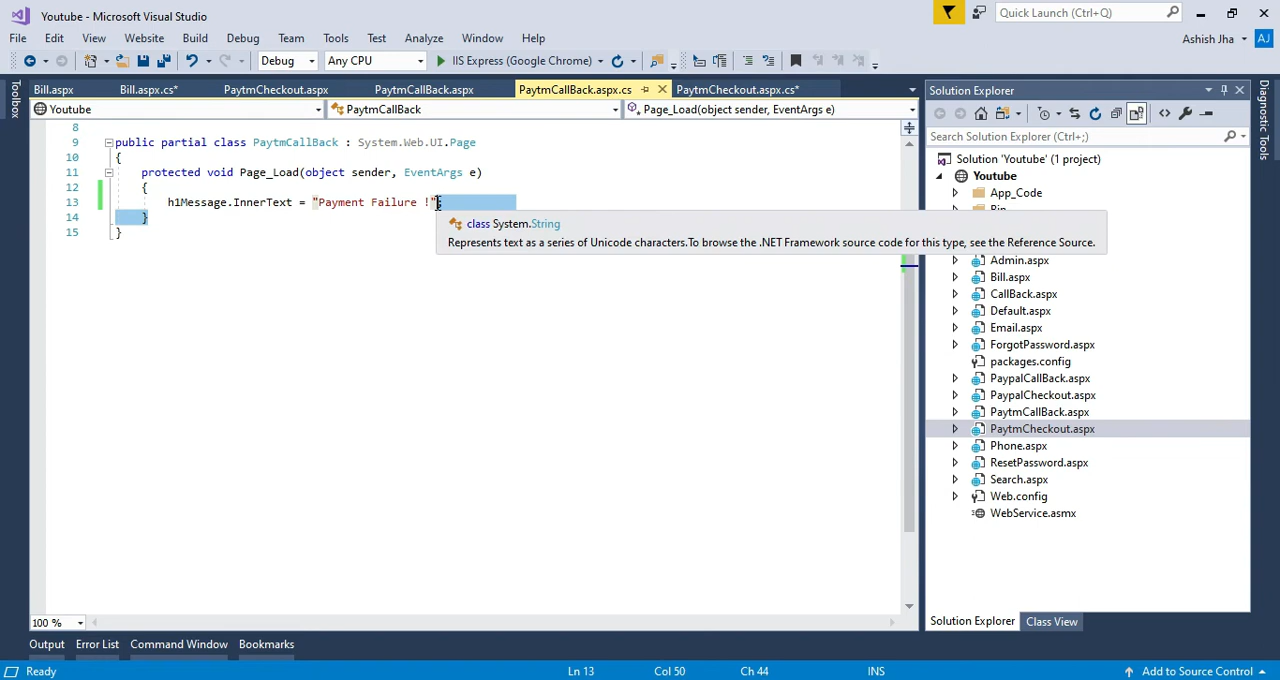 Youtube - Microsoft Visual Studio
Quick Launch (Ctrl+Q)
File Edit View Website Build Debug Team Tools Test Analyze Window Help
Ashish Jha AJ
Debug Any CPU IIS Express (Google Chrome)
Toolbox
Bill.aspx Bill.aspx.cs* PaytmCheckout.aspx PaytmCallBack.aspx PaytmCallBack.aspx.cs PaytmCheckout.aspx.cs*
Youtube PaytmCallBack Page_Load(object sender, EventArgs e)
8
9 public partial class PaytmCallBack : System.Web.UI.Page
10 {
11 protected void Page_Load(object sender, EventArgs e)
12 {
13 h1Message.InnerText = "Payment Failure !";
14 }
15 }
class System.String
Represents text as a series of Unicode characters.To browse the .NET Framework source code for this type, see the Reference Source.
100 %
Solution Explorer
Search Solution Explorer (Ctrl+;)
Solution 'Youtube' (1 project)
Youtube
App_Code
Bin
Admin.aspx
Bill.aspx
CallBack.aspx
Default.aspx
Email.aspx
ForgotPassword.aspx
packages.config
PaypalCallBack.aspx
PaypalCheckout.aspx
PaytmCallBack.aspx
PaytmCheckout.aspx
Phone.aspx
ResetPassword.aspx
Search.aspx
Web.config
WebService.asmx
Solution Explorer Class View
Diagnostic Tools
Output Error List Command Window Bookmarks
Ready Ln 13 Col 50 Ch 44 INS Add to Source Control